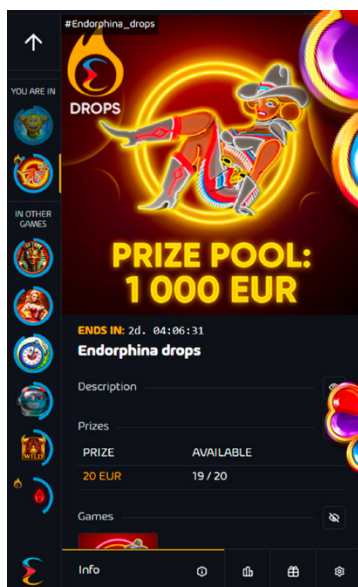 #Endorphina_drops
YOU ARE IN
DROPS
IN OTHER
GAMES
PRIZE POOL:
1 000 EUR
WILD
ENDS IN: 2d. 04:06:31
Endorphina drops
Description
Prizes
PRIZE AVAILABLE
20 EUR 19 / 20
Games
Info